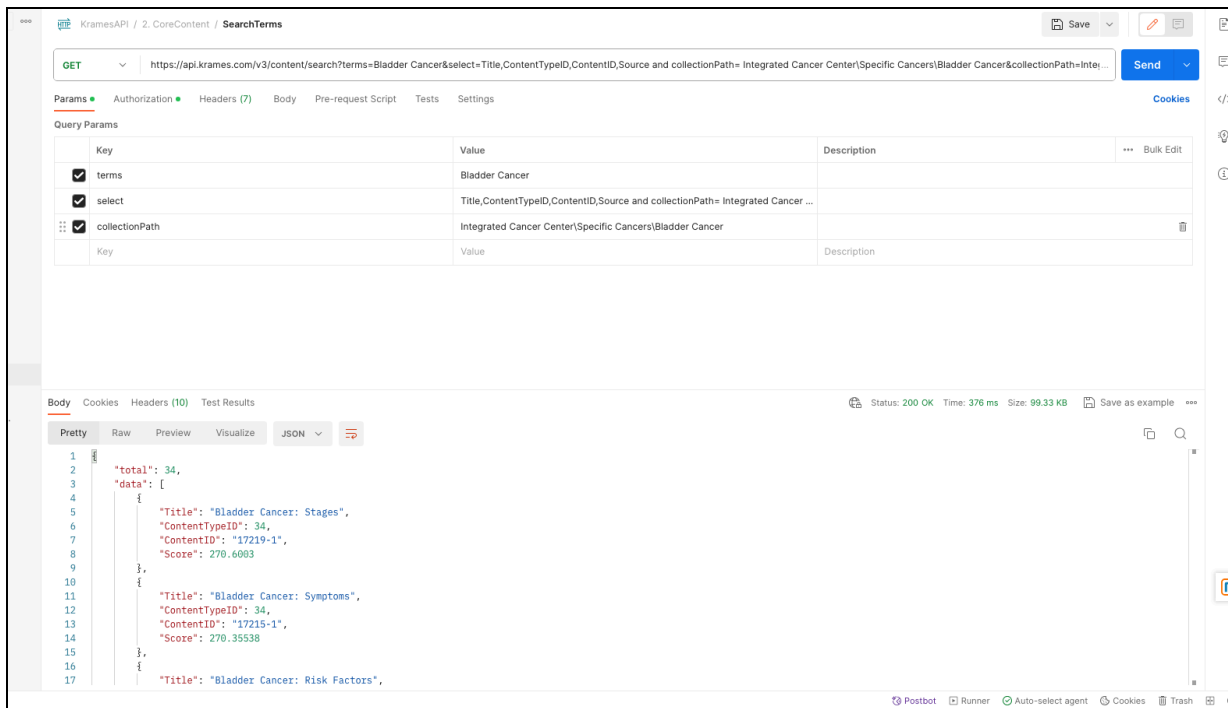 HTTP KramesAPI / 2. CoreContent / SearchTerms Save
GET https://api.krames.com/v3/content/search?terms=Bladder Cancer&select=Title,ContentTypeID,ContentID,Source and collectionPath= Integrated Cancer Center\Specific Cancers\Bladder Cancer&collectionPath=Inte... Send
Params Authorization Headers (7) Body Pre-request Script Tests Settings Cookies
Query Params
Key Value Description Bulk Edit
terms Bladder Cancer
select Title,ContentTypeID,ContentID,Source and collectionPath= Integrated Cancer ...
collectionPath Integrated Cancer Center\Specific Cancers\Bladder Cancer
Key Value Description
Body Cookies Headers (10) Test Results Status: 200 OK Time: 376 ms Size: 99.33 KB Save as example
Pretty Raw Preview Visualize JSON
1 {
2 "total": 34,
3 "data": [
4 {
5 "Title": "Bladder Cancer: Stages",
6 "ContentTypeID": 34,
7 "ContentID": "17219-1",
8 "Score": 270.6003
9 },
10 {
11 "Title": "Bladder Cancer: Symptoms",
12 "ContentTypeID": 34,
13 "ContentID": "17215-1",
14 "Score": 270.35538
15 },
16 {
17 "Title": "Bladder Cancer: Risk Factors",
Postbot Runner Auto-select agent Cookies Trash